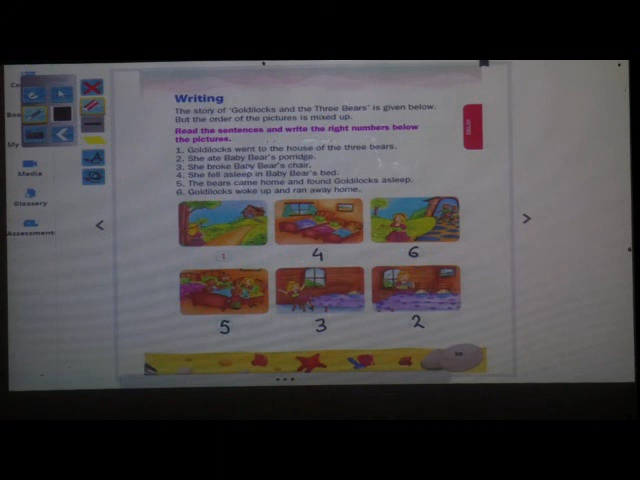 Writing
The story of 'Goldilocks and the Three Bears' is given below.
But the order of the pictures is mixed up.
Read the sentences and write the right numbers below
the pictures.
1. Goldilocks went to the house of the three bears.
2. She ate Baby Bear's porridge.
3. She broke Baby Bear's chair.
4. She fell asleep in Baby Bear's bed.
5. The bears came home and found Goldilocks asleep.
6. Goldilocks woke up and ran away home.
1
4
6
5
3
2
My
Media
Glossary
Assessment